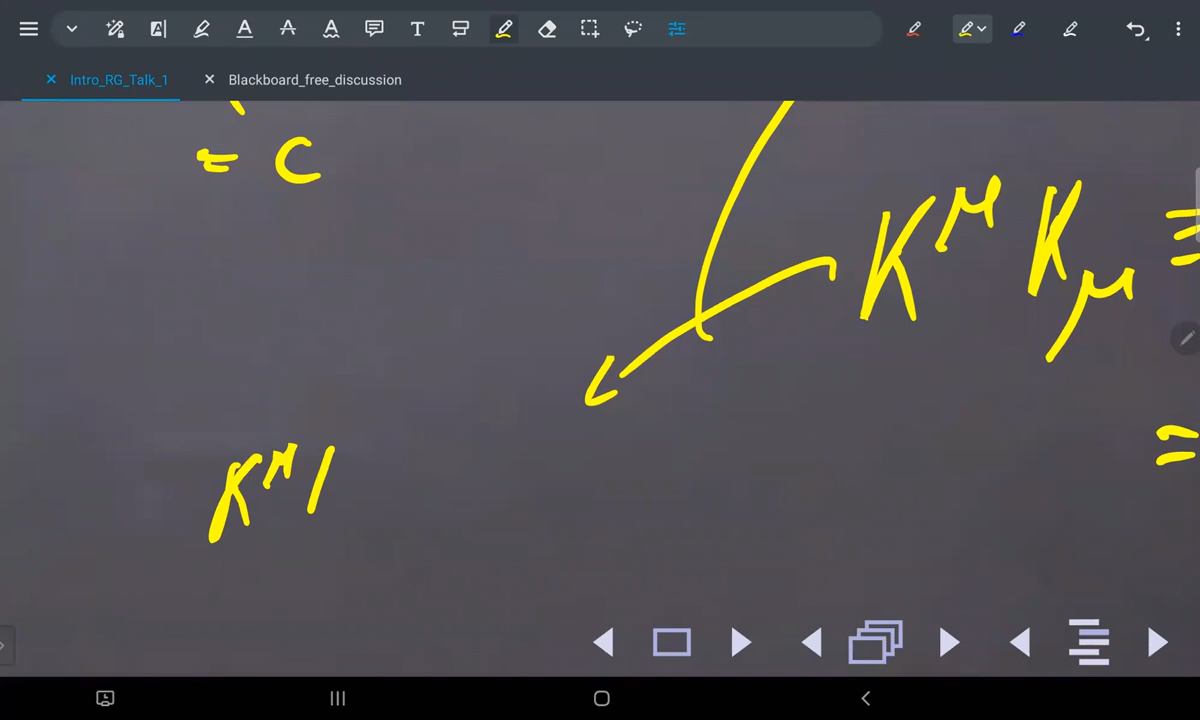 Intro_RG_Talk_1
Blackboard_free_discussion
= C
K^μ K_μ ≡
=
K^μ